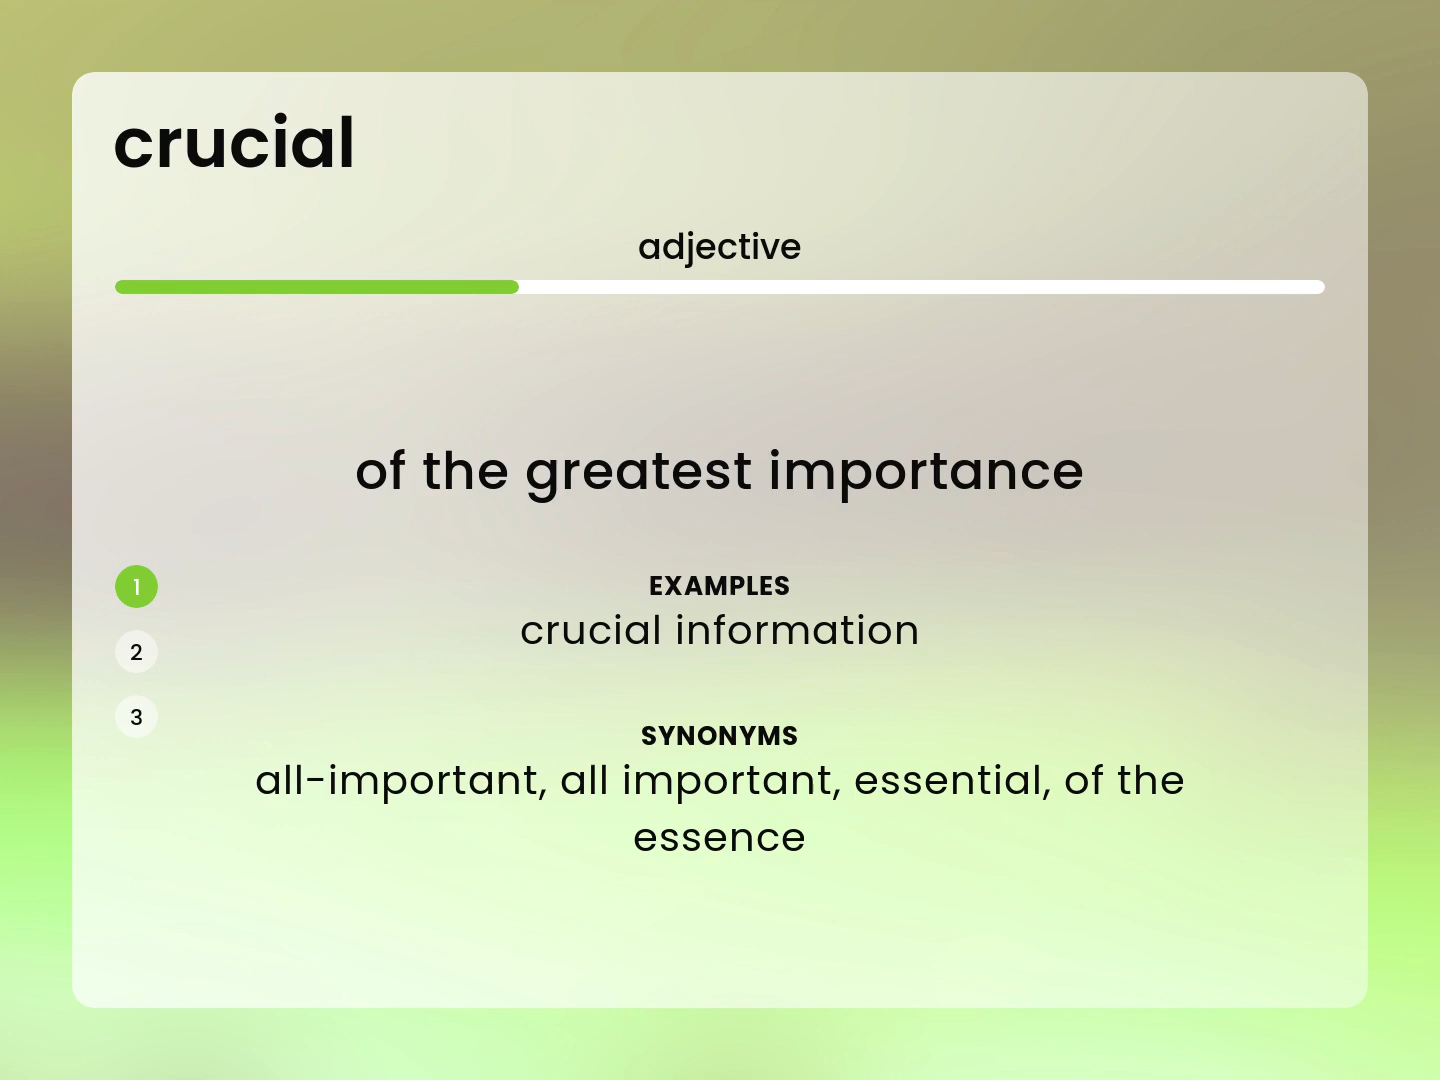 crucial
adjective
of the greatest importance
1
EXAMPLES
crucial information
2
3
SYNONYMS
all-important, all important, essential, of the
essence